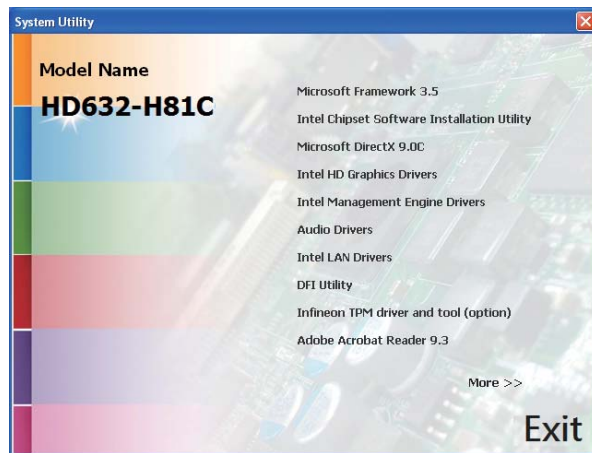 System Utility
Model Name
HD632-H81C
Microsoft Framework 3.5
Intel Chipset Software Installation Utility
Microsoft DirectX 9.0C
Intel HD Graphics Drivers
Intel Management Engine Drivers
Audio Drivers
Intel LAN Drivers
DFI Utility
Infineon TPM driver and tool (option)
Adobe Acrobat Reader 9.3
More >>
Exit